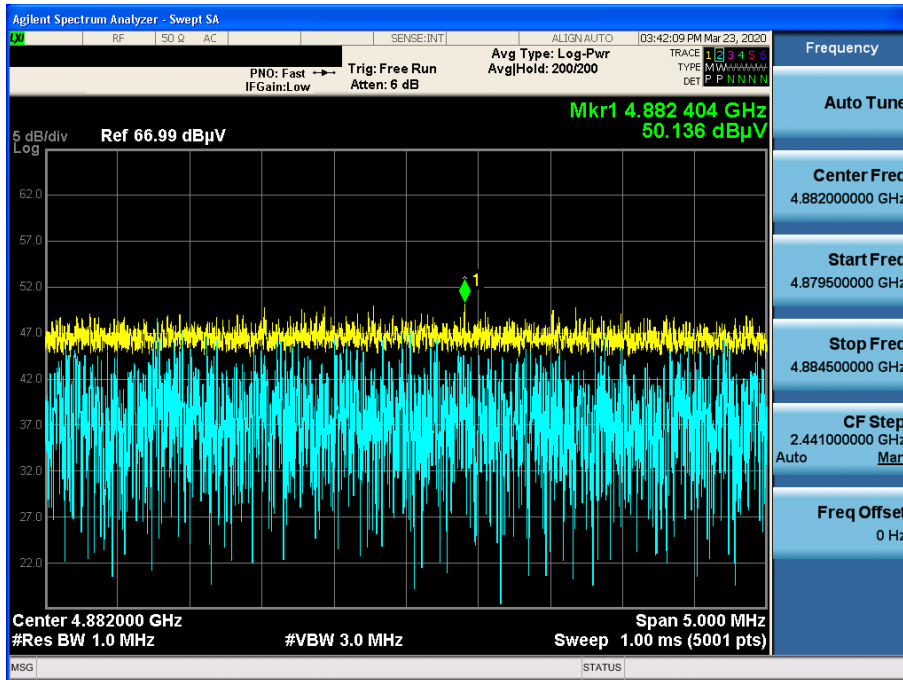 Agilent Spectrum Analyzer - Swept SA
LXI RF 50 Ω AC SENSE:INT ALIGN AUTO 03:42:09 PM Mar 23, 2020
PNO: Fast
IFGain:Low
Trig: Free Run
Atten: 6 dB
Avg Type: Log-Pwr
Avg|Hold: 200/200
TRACE 1 2 3 4 5 6
TYPE M W W W W W
DET P P N N N N
Mkr1 4.882 404 GHz
50.136 dBµV
5 dB/div Ref 66.99 dBµV
Log
62.0
57.0
52.0
47.0
42.0
37.0
32.0
27.0
22.0
1
Center 4.882000 GHz Span 5.000 MHz
#Res BW 1.0 MHz #VBW 3.0 MHz Sweep 1.00 ms (5001 pts)
MSG STATUS
Frequency
Auto Tune
Center Freq
4.882000000 GHz
Start Freq
4.879500000 GHz
Stop Freq
4.884500000 GHz
CF Step
2.441000000 GHz
Auto Man
Freq Offset
0 Hz